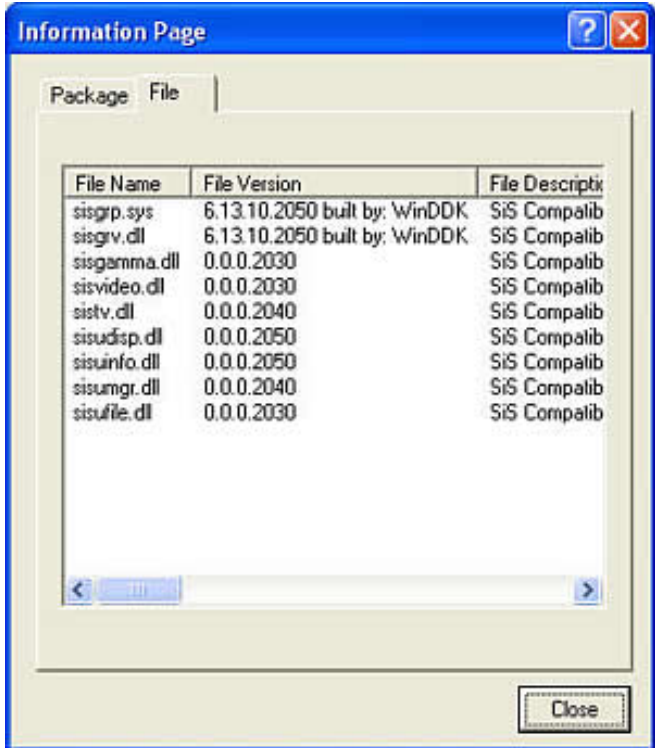 Information Page
Package File
File Name File Version File Descriptic
sisgrp.sys 6.13.10.2050 built by: WinDDK SiS Compatib
sisgrv.dll 6.13.10.2050 built by: WinDDK SiS Compatib
sisgamma.dll 0.0.0.2030 SiS Compatib
sisvideo.dll 0.0.0.2030 SiS Compatib
sistv.dll 0.0.0.2040 SiS Compatib
sisudisp.dll 0.0.0.2050 SiS Compatib
sisuinfo.dll 0.0.0.2050 SiS Compatib
sisumgr.dll 0.0.0.2040 SiS Compatib
sisufile.dll 0.0.0.2030 SiS Compatib
Close